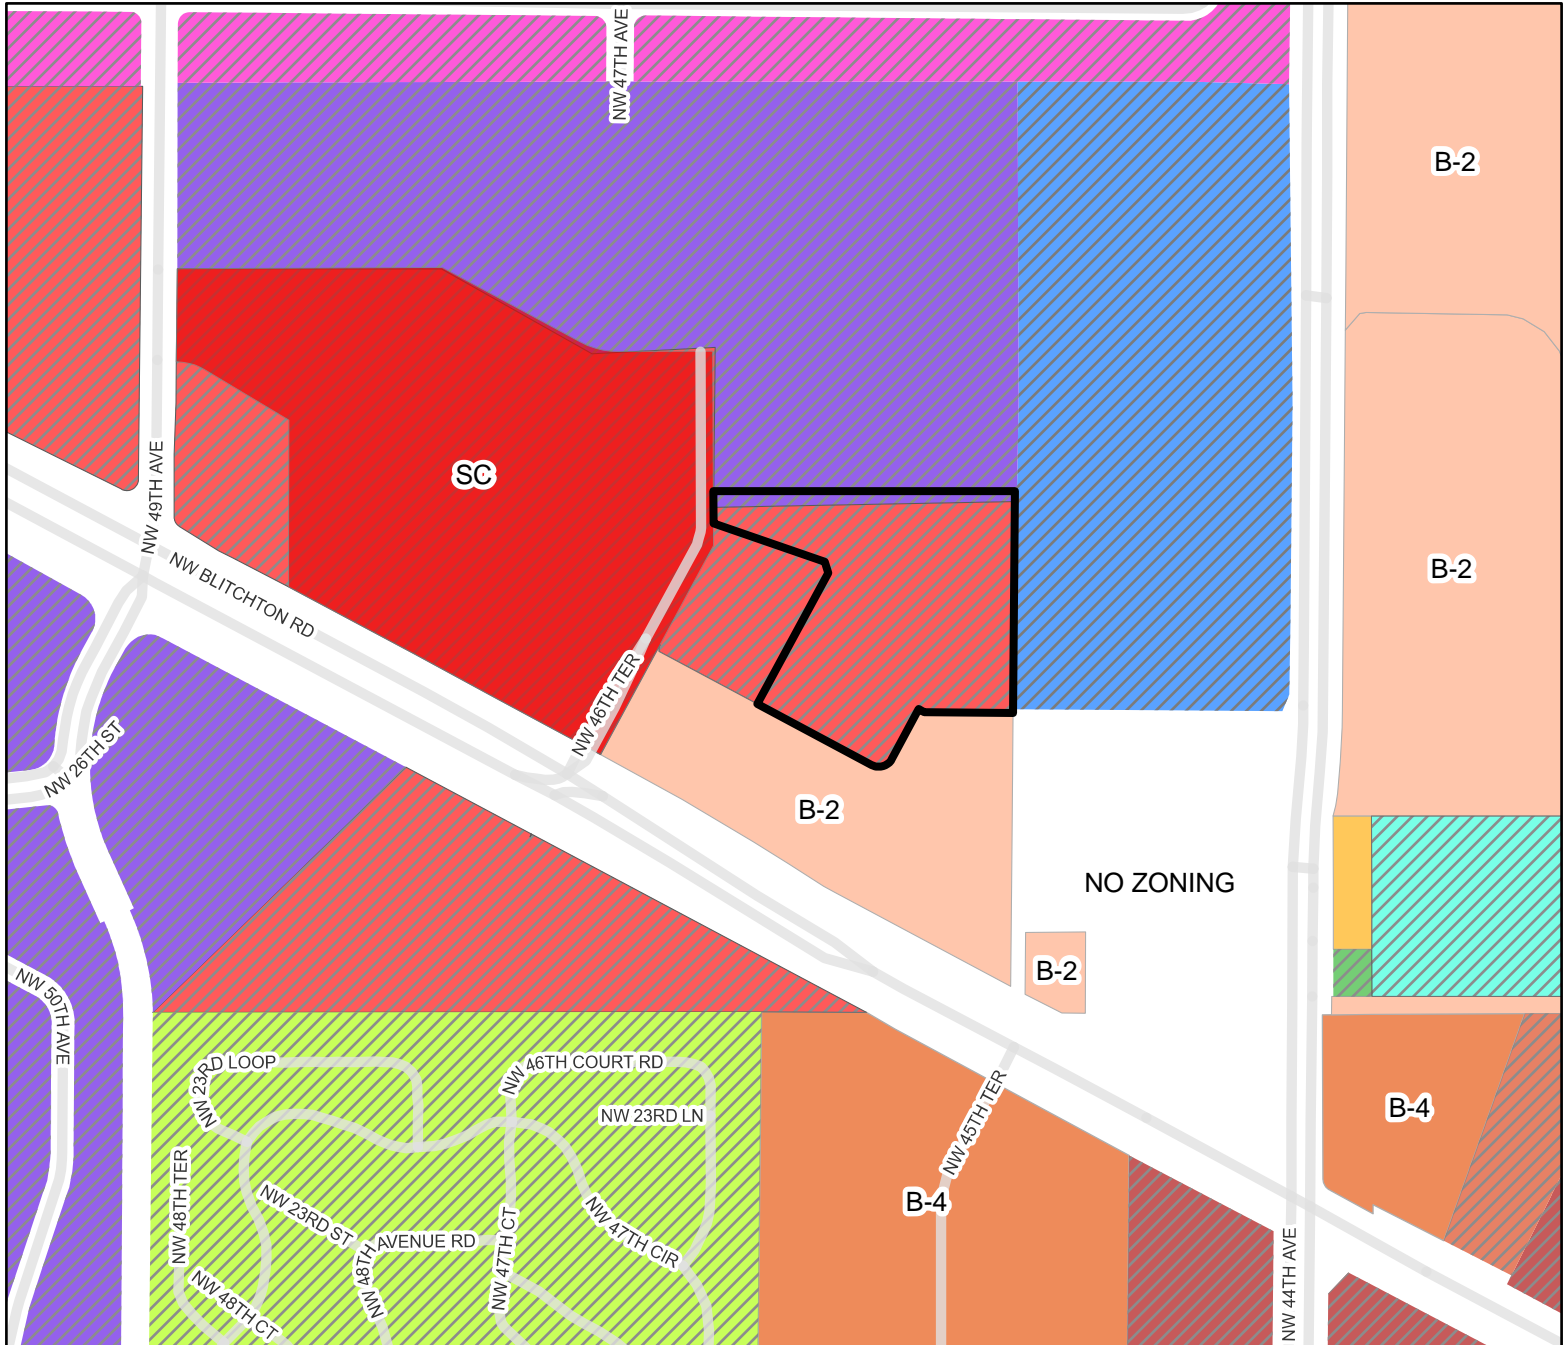 NW 47TH AVE
B-2
SC
NW 49TH AVE
NW BLITCHTON RD
B-2
NW 46TH TER
NW 26TH ST
B-2
NO ZONING
B-2
NW 50TH AVE
NW 23RD LOOP
NW 46TH COURT RD
NW 23RD LN
NW 45TH TER
B-4
NW 48TH TER
NW 23RD ST
NW 48TH AVENUE RD
NW 47TH CT
NW 47TH CIR
B-4
NW 48TH CT
NW 44TH AVE